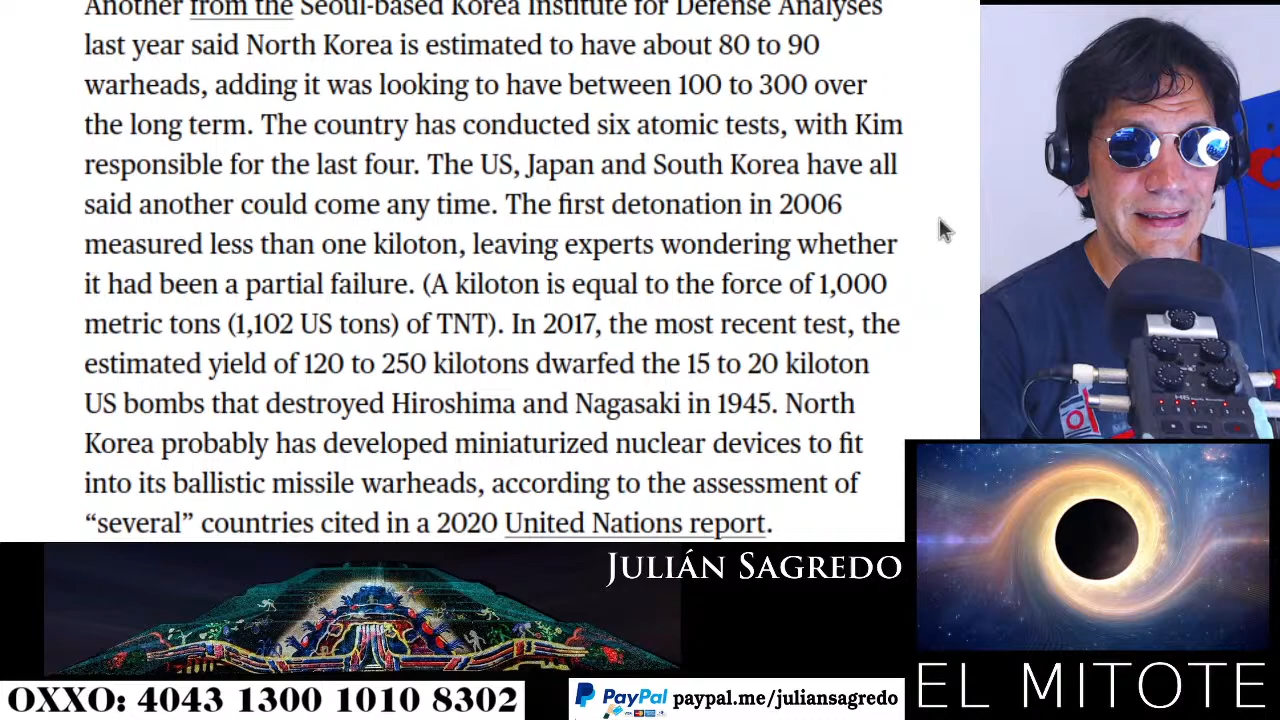 Another from the Seoul-based Korea Institute for Defense Analyses
last year said North Korea is estimated to have about 80 to 90
warheads, adding it was looking to have between 100 to 300 over
the long term. The country has conducted six atomic tests, with Kim
responsible for the last four. The US, Japan and South Korea have all
said another could come any time. The first detonation in 2006
measured less than one kiloton, leaving experts wondering whether
it had been a partial failure. (A kiloton is equal to the force of 1,000
metric tons (1,102 US tons) of TNT). In 2017, the most recent test, the
estimated yield of 120 to 250 kilotons dwarfed the 15 to 20 kiloton
US bombs that destroyed Hiroshima and Nagasaki in 1945. North
Korea probably has developed miniaturized nuclear devices to fit
into its ballistic missile warheads, according to the assessment of
“several” countries cited in a 2020 United Nations report.
JULIÁN SAGREDO
EL MITOTE
OXXO: 4043 1300 1010 8302
PayPal paypal.me/juliansagredo
H6